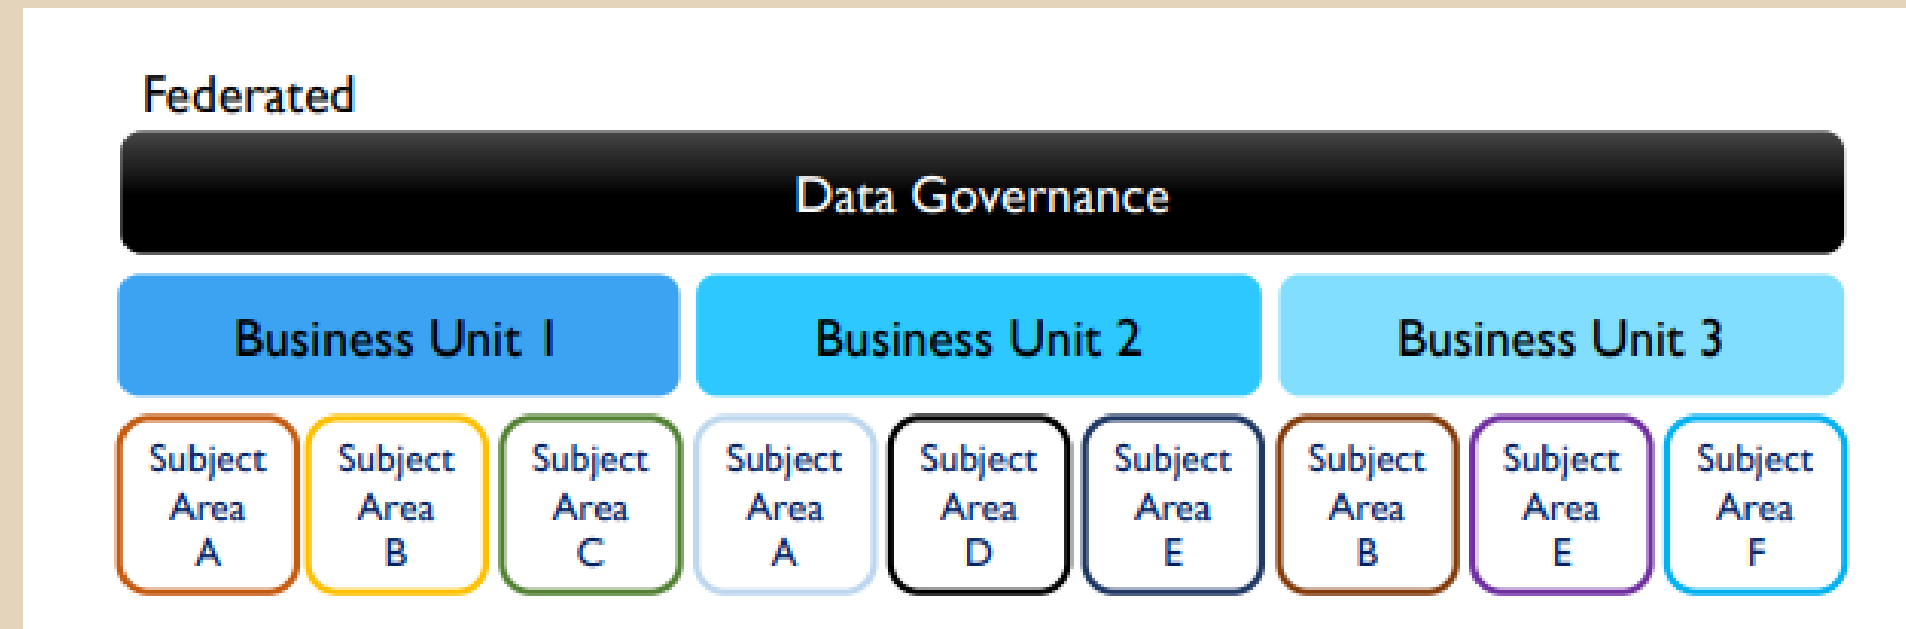 Federated
Data Governance
Business Unit 1
Business Unit 2
Business Unit 3
Subject
Area
A
Subject
Area
B
Subject
Area
C
Subject
Area
A
Subject
Area
D
Subject
Area
E
Subject
Area
B
Subject
Area
E
Subject
Area
F